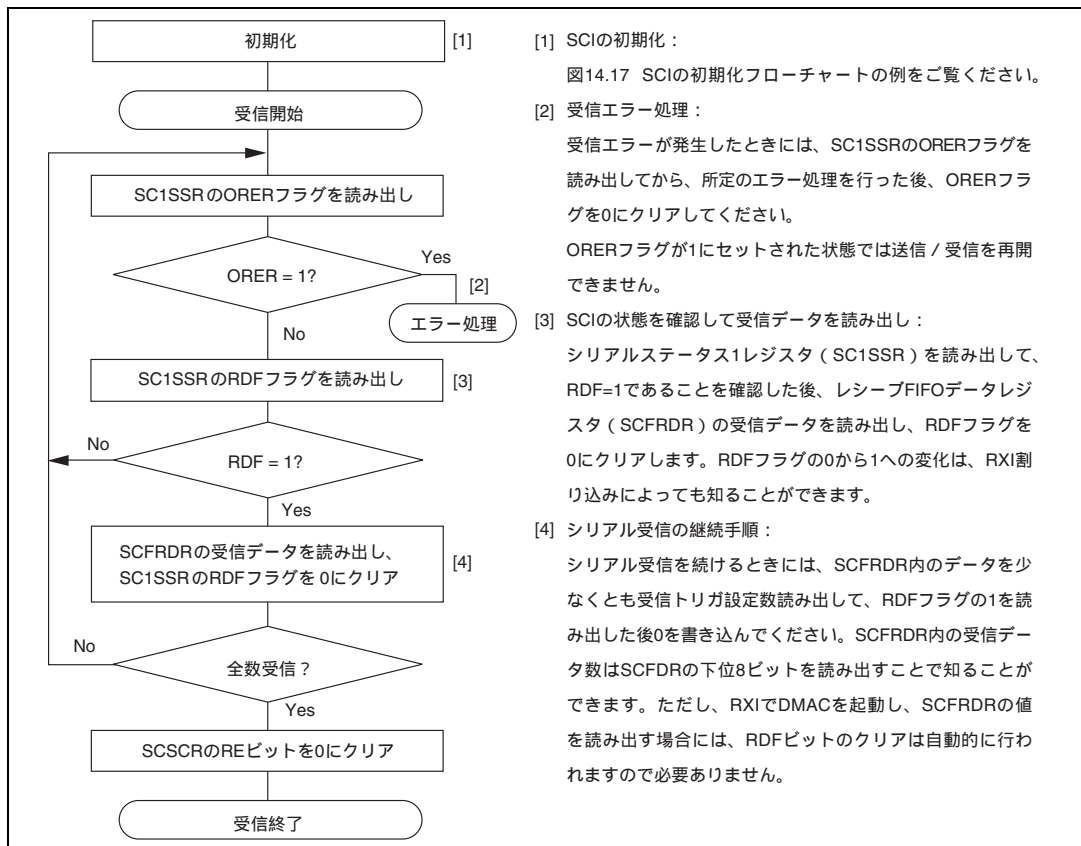 初期化
[1]
受信開始
SC1SSRのORERフラグを読み出し
ORER = 1?
Yes
[2]
エラー処理
No
SC1SSRのRDFフラグを読み出し
[3]
No
RDF = 1?
Yes
SCFRDRの受信データを読み出し、
SC1SSRのRDFフラグを 0にクリア
[4]
No
全数受信？
Yes
SCSCRのREビットを0にクリア
受信終了
[1] SCIの初期化：
図14.17 SCIの初期化フローチャートの例をご覧ください。
[2] 受信エラー処理：
受信エラーが発生したときには、SC1SSRのORERフラグを
読み出してから、所定のエラー処理を行った後、ORERフラ
グを0にクリアしてください。
ORERフラグが1にセットされた状態では送信／受信を再開
できません。
[3] SCIの状態を確認して受信データを読み出し：
シリアルステータス1レジスタ（SC1SSR）を読み出して、
RDF=1であることを確認した後、レシーブFIFOデータレジ
スタ（SCFRDR）の受信データを読み出し、RDFフラグを
0にクリアします。RDFフラグの0から1への変化は、RXI割
り込みによっても知ることができます。
[4] シリアル受信の継続手順：
シリアル受信を続けるときには、SCFRDR内のデータを少
なくとも受信トリガ設定数読み出して、RDFフラグの1を読
み出した後0を書き込んでください。SCFRDR内の受信デー
タ数はSCFDRの下位8ビットを読み出すことで知ることが
できます。ただし、RXIでDMACを起動し、SCFRDRの値
を読み出す場合には、RDFビットのクリアは自動的に行わ
れますので必要ありません。